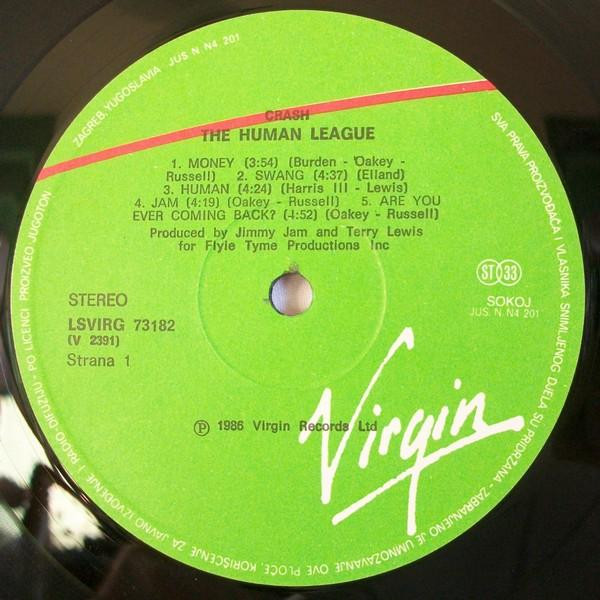 CRASH
THE HUMAN LEAGUE
1. MONEY (3:54) (Burden - Oakey -
Russell) 2. SWANG (4:37) (Eiland)
3. HUMAN (4:24) (Harris III - Lewis)
4. JAM (4:19) (Oakey - Russell) 5. ARE YOU
EVER COMING BACK? (4:52) (Oakey - Russell)
Produced by Jimmy Jam and Terry Lewis
for Flyte Tyme Productions Inc
STEREO
LSVIRG 73182
(V 2391)
Strana 1
ST 33
SOKOJ
JUS. N. N4 201
℗ 1986 Virgin Records Ltd
Virgin
SVA PRAVA PROIZVOĐAČA I VLASNIKA SNIMLJENOG DJELA SU PRIDRŽANA - ZABRANJENO JE UMNOŽAVANJE OVE PLOČE, KORIŠĆENJE ZA JAVNO IZVOĐENJE I RADIO-DIFUZIJU - PO LICENCI PROIZVEO JUGOTON
ZAGREB, YUGOSLAVIA JUS N N4 201